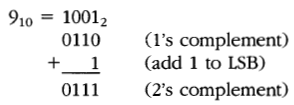 9₁₀ = 1001₂
0110 (1's complement)
+ 1 (add 1 to LSB)
0111 (2's complement)